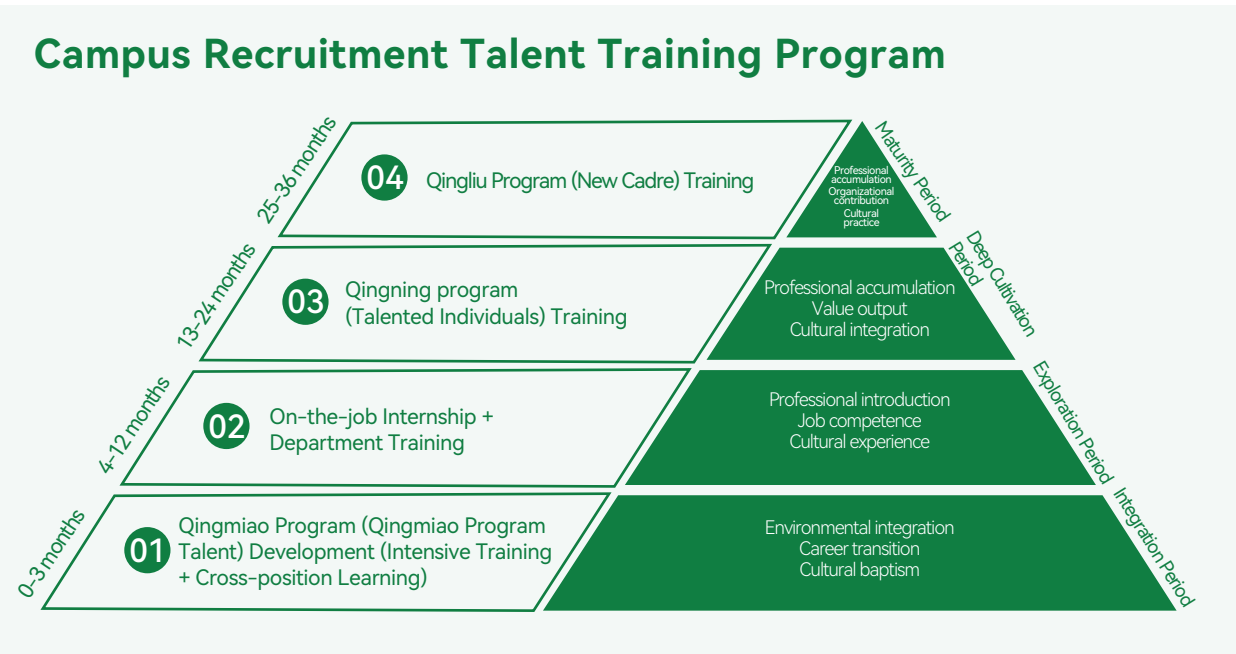 Campus Recruitment Talent Training Program
25-36 months
04
Qingliu Program (New Cadre) Training
Professional
accumulation
Organizational
contribution
Cultural
practice
Maturity Period
13-24 months
03
Qingning program
(Talented Individuals) Training
Professional accumulation
Value output
Cultural integration
Deep Cultivation
Period
4-12 months
02
On-the-job Internship +
Department Training
Professional introduction
Job competence
Cultural experience
Exploration Period
0-3 months
01
Qingmiao Program (Qingmiao Program
Talent) Development (Intensive Training
+ Cross-position Learning)
Environmental integration
Career transition
Cultural baptism
Integration Period